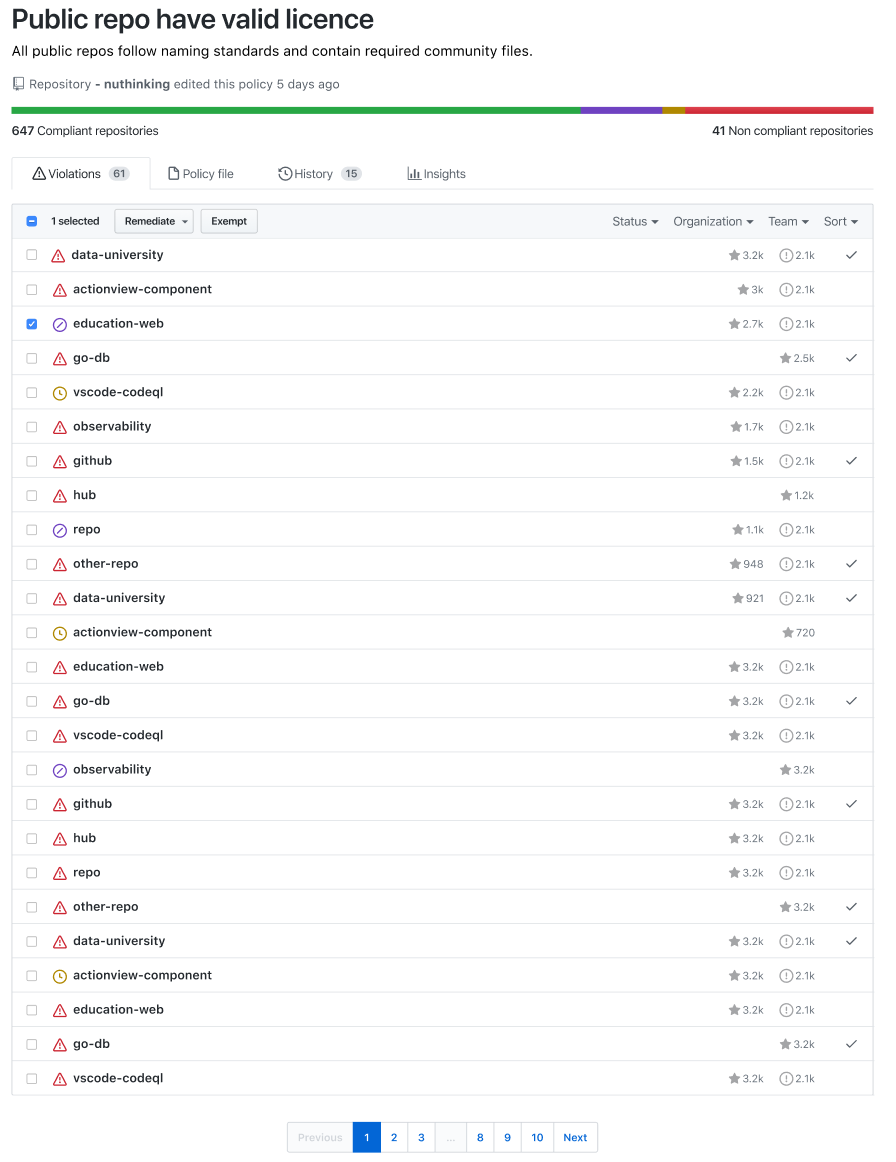 Public repo have valid licence
All public repos follow naming standards and contain required community files.
Repository - nuthinking edited this policy 5 days ago
647 Compliant repositories 41 Non compliant repositories
Violations 61 Policy file History 15 Insights
1 selected Remediate Exempt Status Organization Team Sort
data-university 3.2k 2.1k
actionview-component 3k 2.1k
education-web 2.7k 2.1k
go-db 2.5k
vscode-codeql 2.2k 2.1k
observability 1.7k 2.1k
github 1.5k 2.1k
hub 1.2k
repo 1.1k 2.1k
other-repo 948 2.1k
data-university 921 2.1k
actionview-component 720
education-web 3.2k 2.1k
go-db 3.2k 2.1k
vscode-codeql 3.2k 2.1k
observability 3.2k
github 3.2k 2.1k
hub 3.2k 2.1k
repo 3.2k 2.1k
other-repo 3.2k
data-university 3.2k 2.1k
actionview-component 3.2k 2.1k
education-web 3.2k 2.1k
go-db 3.2k
vscode-codeql 3.2k 2.1k
Previous 1 2 3 ... 8 9 10 Next